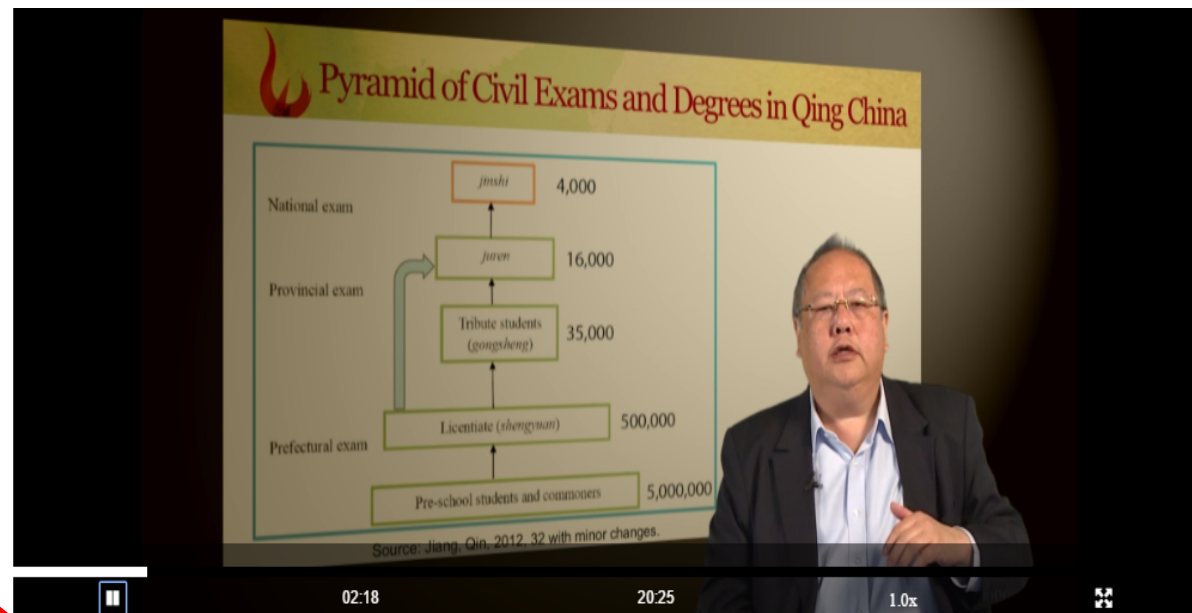 Pyramid of Civil Exams and Degrees in Qing China
jinshi 4,000
National exam
juren 16,000
Provincial exam
Tribute students
(gongsheng) 35,000
Licentiate (shengyuan) 500,000
Prefectural exam
Pre-school students and commoners 5,000,000
Source: Jiang, Qin, 2012, 32 with minor changes.
02:18 20:25 1.0x